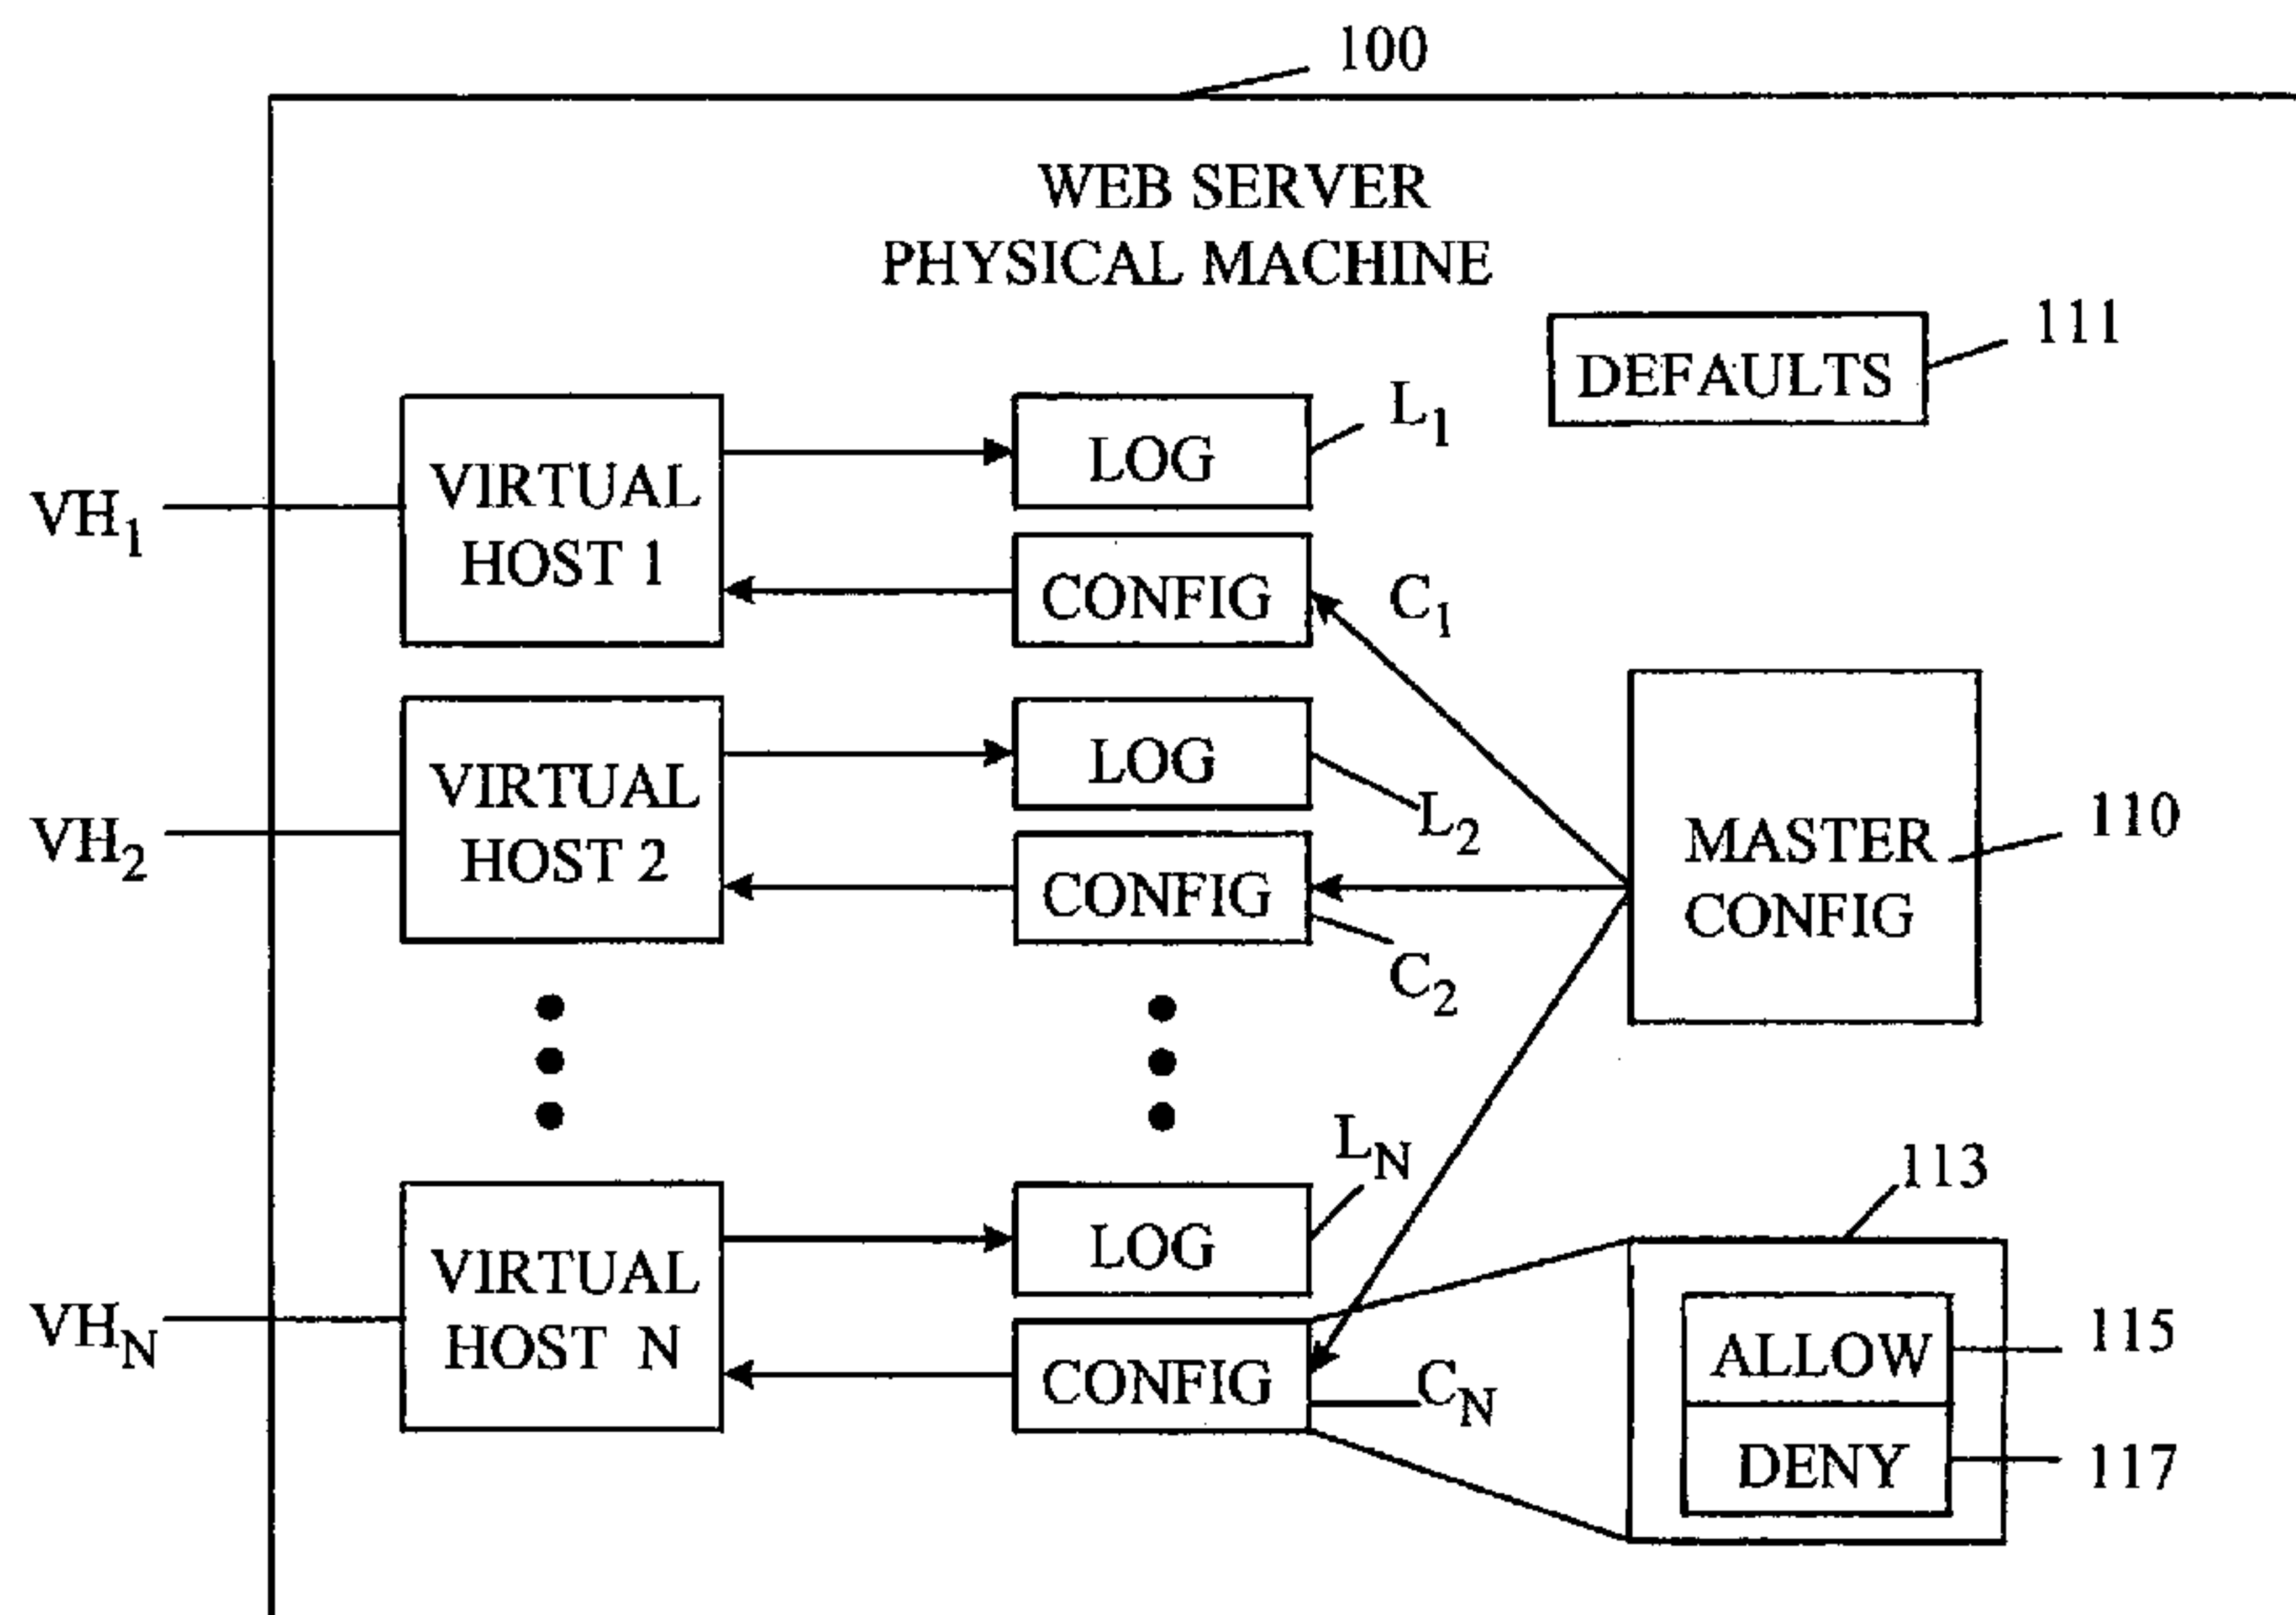 100
WEB SERVER
PHYSICAL MACHINE
DEFAULTS
111
VH1
VIRTUAL
HOST 1
LOG
L1
CONFIG
C1
VH2
VIRTUAL
HOST 2
LOG
L2
CONFIG
C2
MASTER
CONFIG
110
VHN
VIRTUAL
HOST N
LOG
LN
CONFIG
CN
113
ALLOW
115
DENY
117